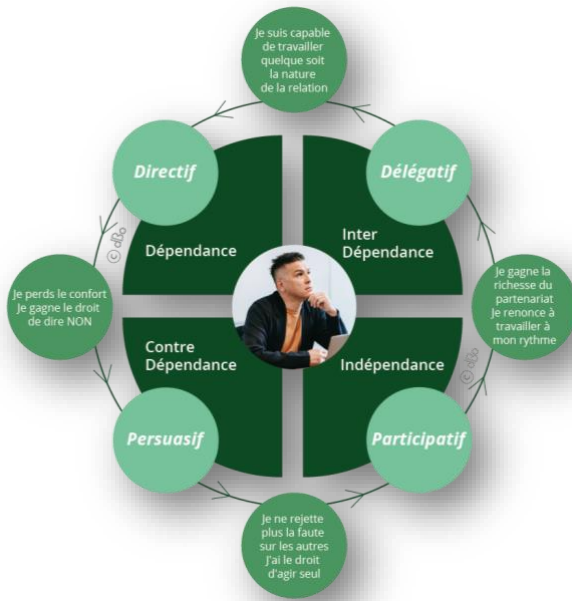 Je suis capable
de travailler
quelque soit
la nature
de la relation
Directif
Délégatif
Dépendance
Inter
Dépendance
Je perds le confort
Je gagne le droit
de dire NON
Je gagne la
richesse du
partenariat
Je renonce à
travailler à
mon rythme
Contre
Dépendance
Indépendance
Persuasif
Participatif
Je ne rejette
plus la faute
sur les autres
J'ai le droit
d'agir seul